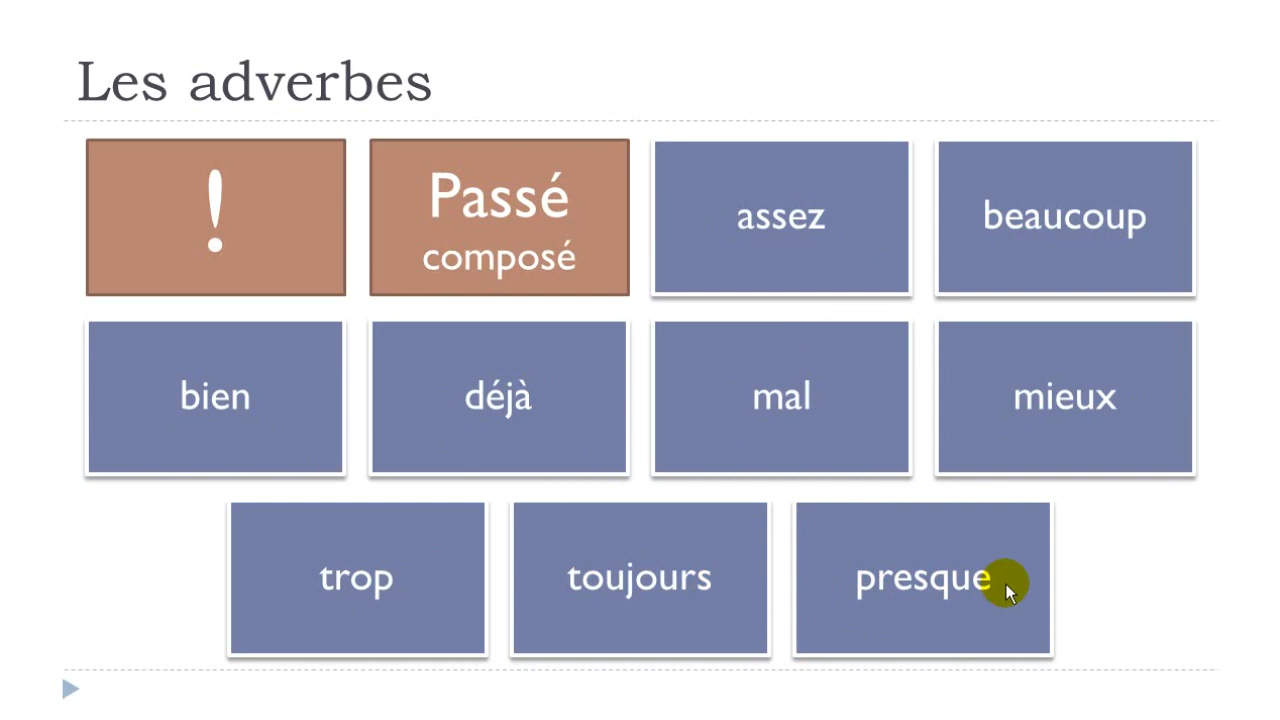 Les adverbes
!
Passé
composé
assez
beaucoup
bien
déjà
mal
mieux
trop
toujours
presque